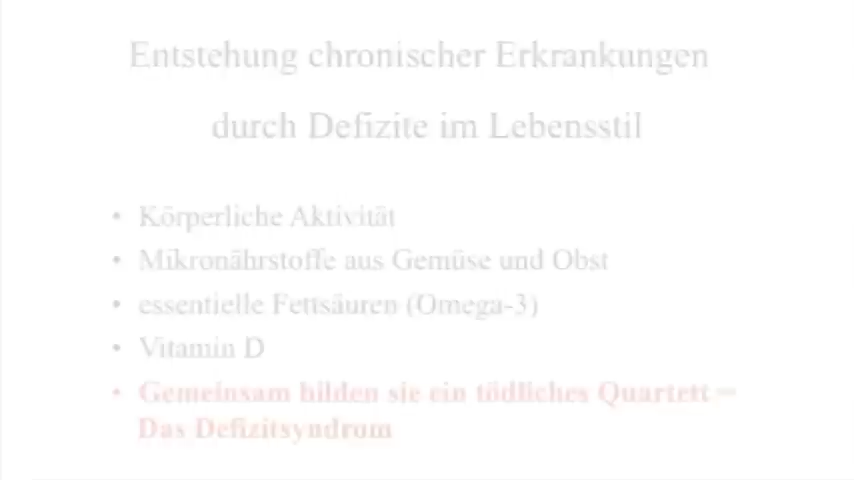 Entstehung chronischer Erkrankungen
durch Defizite im Lebensstil
• Körperliche Aktivität
• Mikronährstoffe aus Gemüse und Obst
• essentielle Fettsäuren (Omega-3)
• Vitamin D
• Gemeinsam bilden sie ein tödliches Quartett –
Das Defizitsyndrom